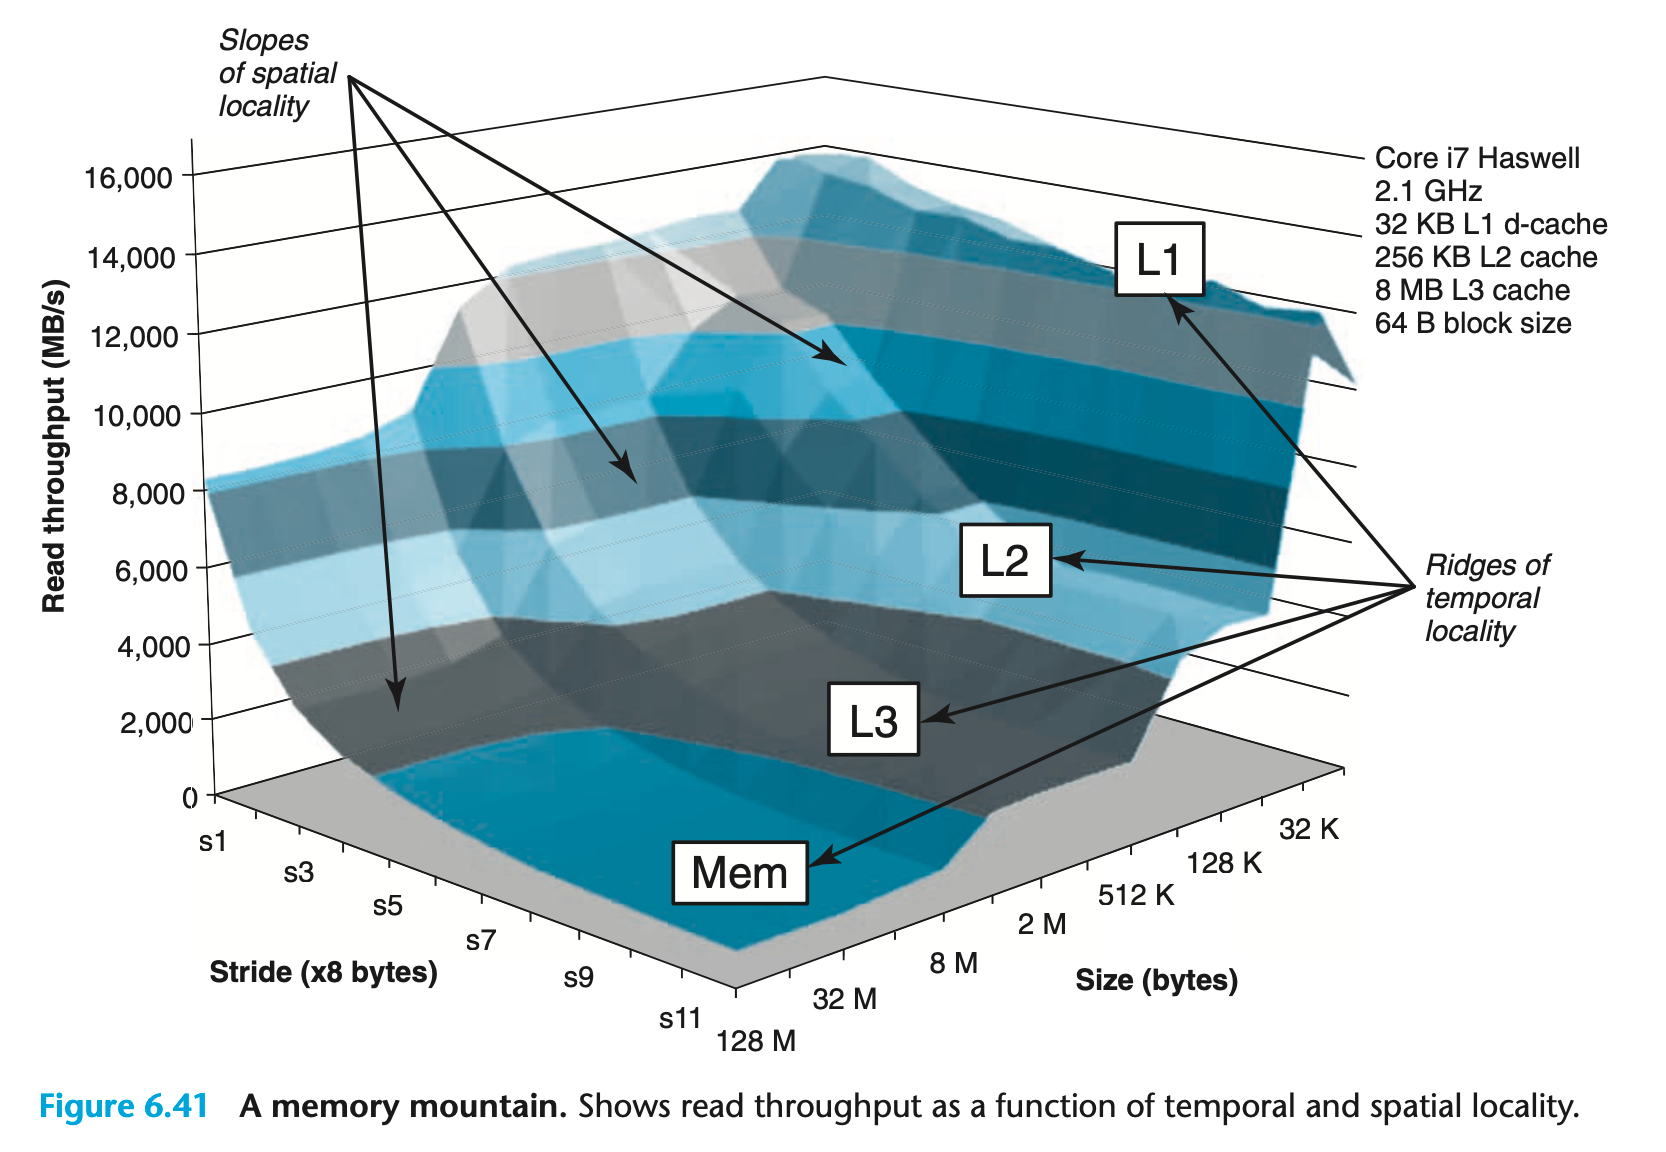 Slopes
of spatial
locality
16,000
14,000
12,000
10,000
8,000
6,000
4,000
2,000
0
Read throughput (MB/s)
Core i7 Haswell
2.1 GHz
32 KB L1 d-cache
256 KB L2 cache
8 MB L3 cache
64 B block size
L1
L2
L3
Mem
Ridges of
temporal
locality
s1
s3
s5
s7
s9
s11
Stride (x8 bytes)
32 K
128 K
512 K
2 M
8 M
32 M
128 M
Size (bytes)
Figure 6.41 A memory mountain. Shows read throughput as a function of temporal and spatial locality.